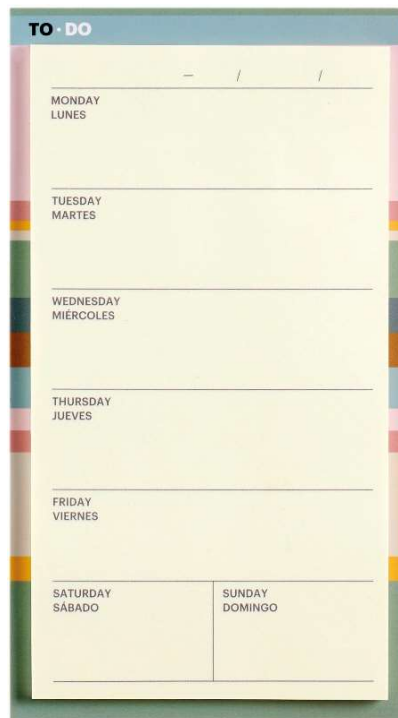 TO · DO
— / /
MONDAY
LUNES
TUESDAY
MARTES
WEDNESDAY
MIÉRCOLES
THURSDAY
JUEVES
FRIDAY
VIERNES
SATURDAY
SÁBADO
SUNDAY
DOMINGO